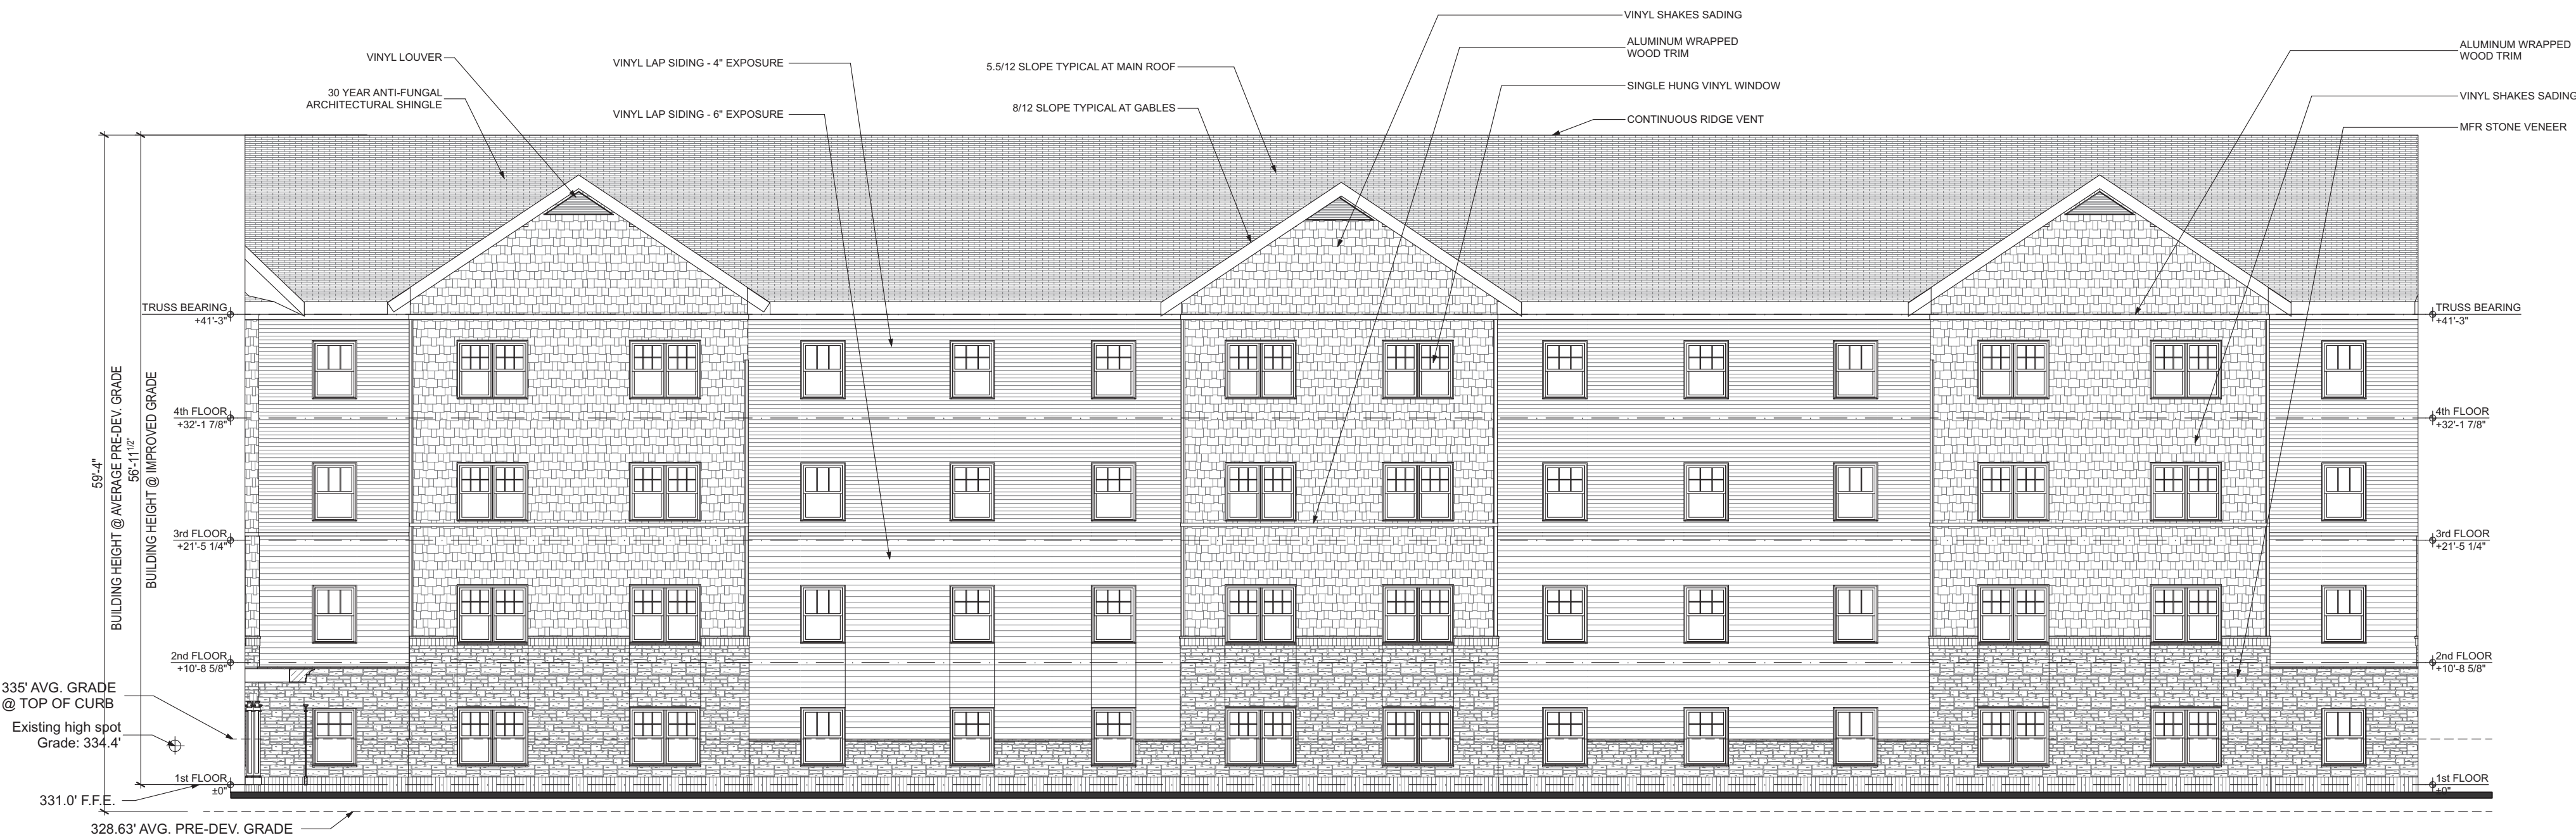 VINYL SHAKES SADING
ALUMINUM WRAPPED
WOOD TRIM
ALUMINUM WRAPPED
WOOD TRIM
VINYL LOUVER
VINYL LAP SIDING - 4" EXPOSURE
5.5/12 SLOPE TYPICAL AT MAIN ROOF
SINGLE HUNG VINYL WINDOW
30 YEAR ANTI-FUNGAL
ARCHITECTURAL SHINGLE
VINYL SHAKES SADING
8/12 SLOPE TYPICAL AT GABLES
VINYL LAP SIDING - 6" EXPOSURE
CONTINUOUS RIDGE VENT
MFR STONE VENEER
TRUSS BEARING
+41'-3"
TRUSS BEARING
+41'-3"
59'-4"
BUILDING HEIGHT @ AVERAGE PRE-DEV. GRADE
56'-11 1/2"
BUILDING HEIGHT @ IMPROVED GRADE
4th FLOOR
+32'-1 7/8"
4th FLOOR
+32'-1 7/8"
3rd FLOOR
+21'-5 1/4"
3rd FLOOR
+21'-5 1/4"
2nd FLOOR
+10'-8 5/8"
2nd FLOOR
+10'-8 5/8"
335' AVG. GRADE
@ TOP OF CURB
Existing high spot
Grade: 334.4'
1st FLOOR
±0"
1st FLOOR
±0"
331.0' F.F.E.
328.63' AVG. PRE-DEV. GRADE